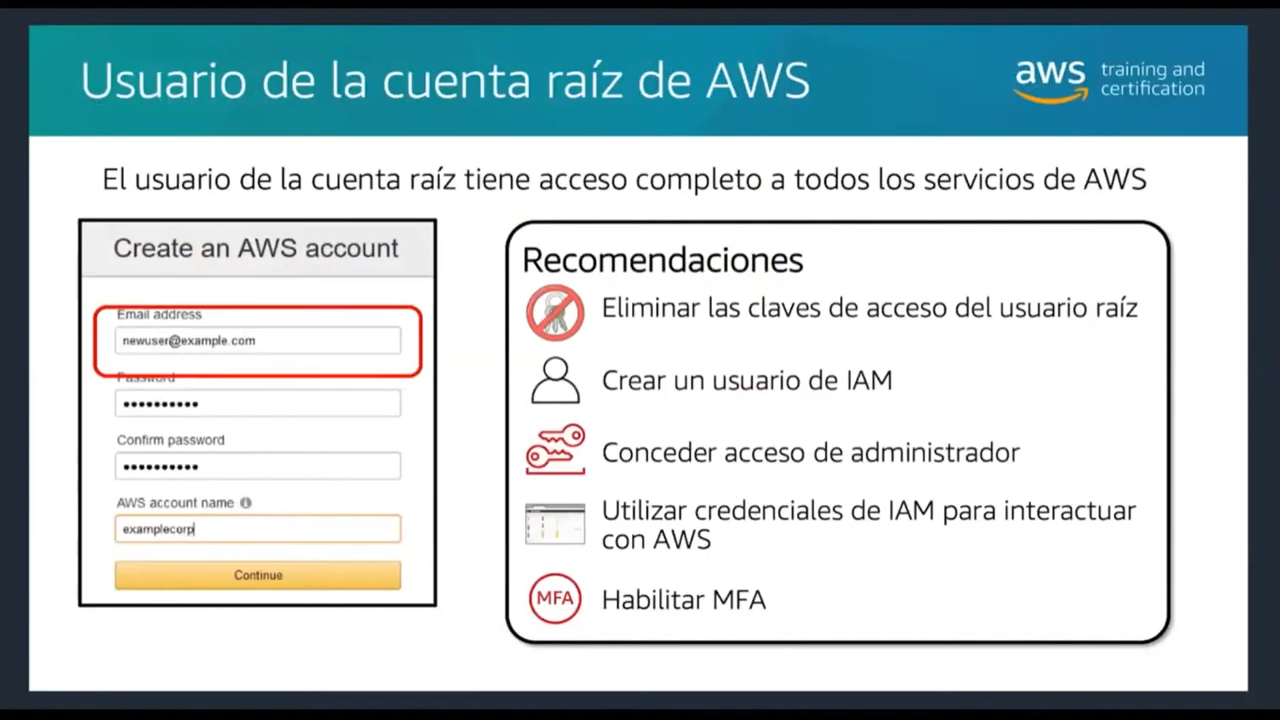 Usuario de la cuenta raíz de AWS
aws training and
certification
El usuario de la cuenta raíz tiene acceso completo a todos los servicios de AWS
Create an AWS account
Email address
newuser@example.com
Password
••••••••••
Confirm password
••••••••••
AWS account name
examplecorp
Continue
Recomendaciones
Eliminar las claves de acceso del usuario raíz
Crear un usuario de IAM
Conceder acceso de administrador
Utilizar credenciales de IAM para interactuar
con AWS
MFA Habilitar MFA